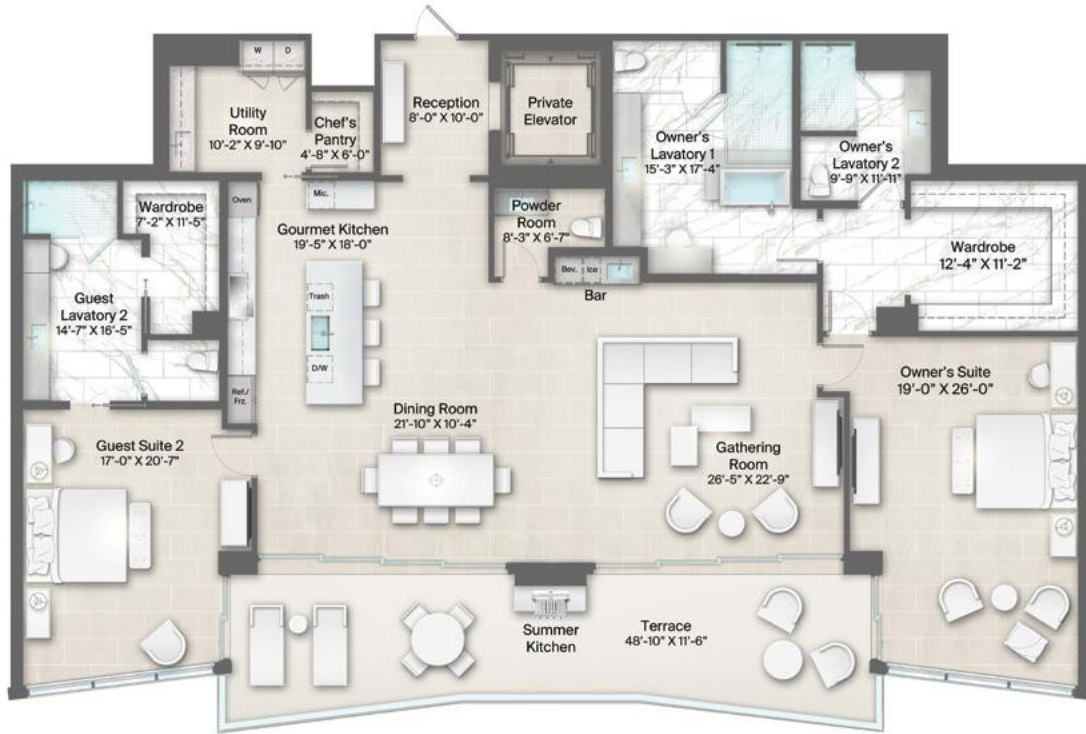 W D
Utility
Room
10'-2" X 9'-10"
Chef's
Pantry
4'-8" X 6'-0"
Reception
8'-0" X 10'-0"
Private
Elevator
Owner's
Lavatory 1
15'-3" X 17'-4"
Owner's
Lavatory 2
9'-9" X 11'-11"
Wardrobe
7'-2" X 11'-5"
Oven
Mic.
Gourmet Kitchen
19'-5" X 18'-0"
Powder
Room
8'-3" X 6'-7"
Wardrobe
12'-4" X 11'-2"
Bev. Ice
Bar
Guest
Lavatory 2
14'-7" X 16'-5"
Trash
D/W
Ref./
Frz.
Owner's Suite
19'-0" X 26'-0"
Dining Room
21'-10" X 10'-4"
Guest Suite 2
17'-0" X 20'-7"
Gathering
Room
26'-5" X 22'-9"
Summer
Kitchen
Terrace
48'-10" X 11'-6"